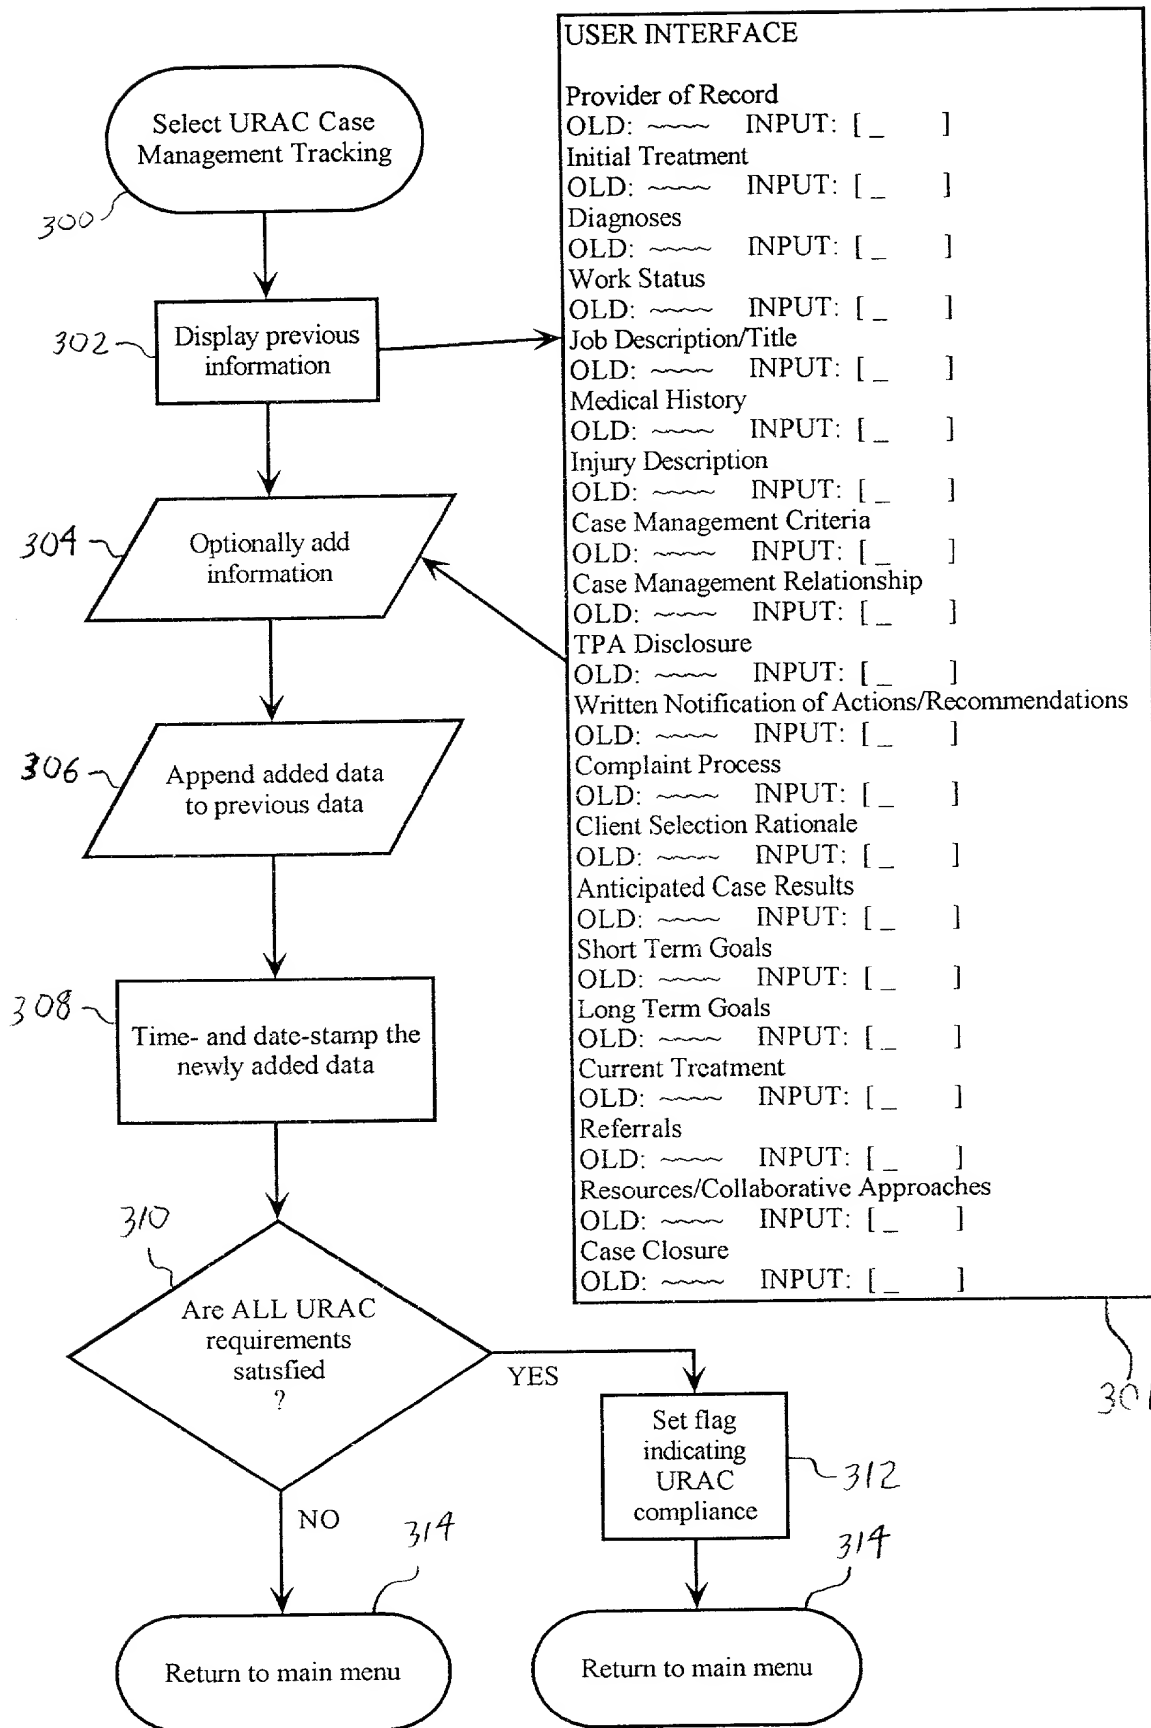 Select URAC Case
Management Tracking
300
302
Display previous
information
304
Optionally add
information
306
Append added data
to previous data
308
Time- and date-stamp the
newly added data
310
Are ALL URAC
requirements
satisfied
?
YES
NO
Set flag
indicating
URAC
compliance
312
314
Return to main menu
314
Return to main menu
USER INTERFACE
Provider of Record
OLD: ~~~~ INPUT: [ _ ]
Initial Treatment
OLD: ~~~~ INPUT: [ _ ]
Diagnoses
OLD: ~~~~ INPUT: [ _ ]
Work Status
OLD: ~~~~ INPUT: [ _ ]
Job Description/Title
OLD: ~~~~ INPUT: [ _ ]
Medical History
OLD: ~~~~ INPUT: [ _ ]
Injury Description
OLD: ~~~~ INPUT: [ _ ]
Case Management Criteria
OLD: ~~~~ INPUT: [ _ ]
Case Management Relationship
OLD: ~~~~ INPUT: [ _ ]
TPA Disclosure
OLD: ~~~~ INPUT: [ _ ]
Written Notification of Actions/Recommendations
OLD: ~~~~ INPUT: [ _ ]
Complaint Process
OLD: ~~~~ INPUT: [ _ ]
Client Selection Rationale
OLD: ~~~~ INPUT: [ _ ]
Anticipated Case Results
OLD: ~~~~ INPUT: [ _ ]
Short Term Goals
OLD: ~~~~ INPUT: [ _ ]
Long Term Goals
OLD: ~~~~ INPUT: [ _ ]
Current Treatment
OLD: ~~~~ INPUT: [ _ ]
Referrals
OLD: ~~~~ INPUT: [ _ ]
Resources/Collaborative Approaches
OLD: ~~~~ INPUT: [ _ ]
Case Closure
OLD: ~~~~ INPUT: [ _ ]